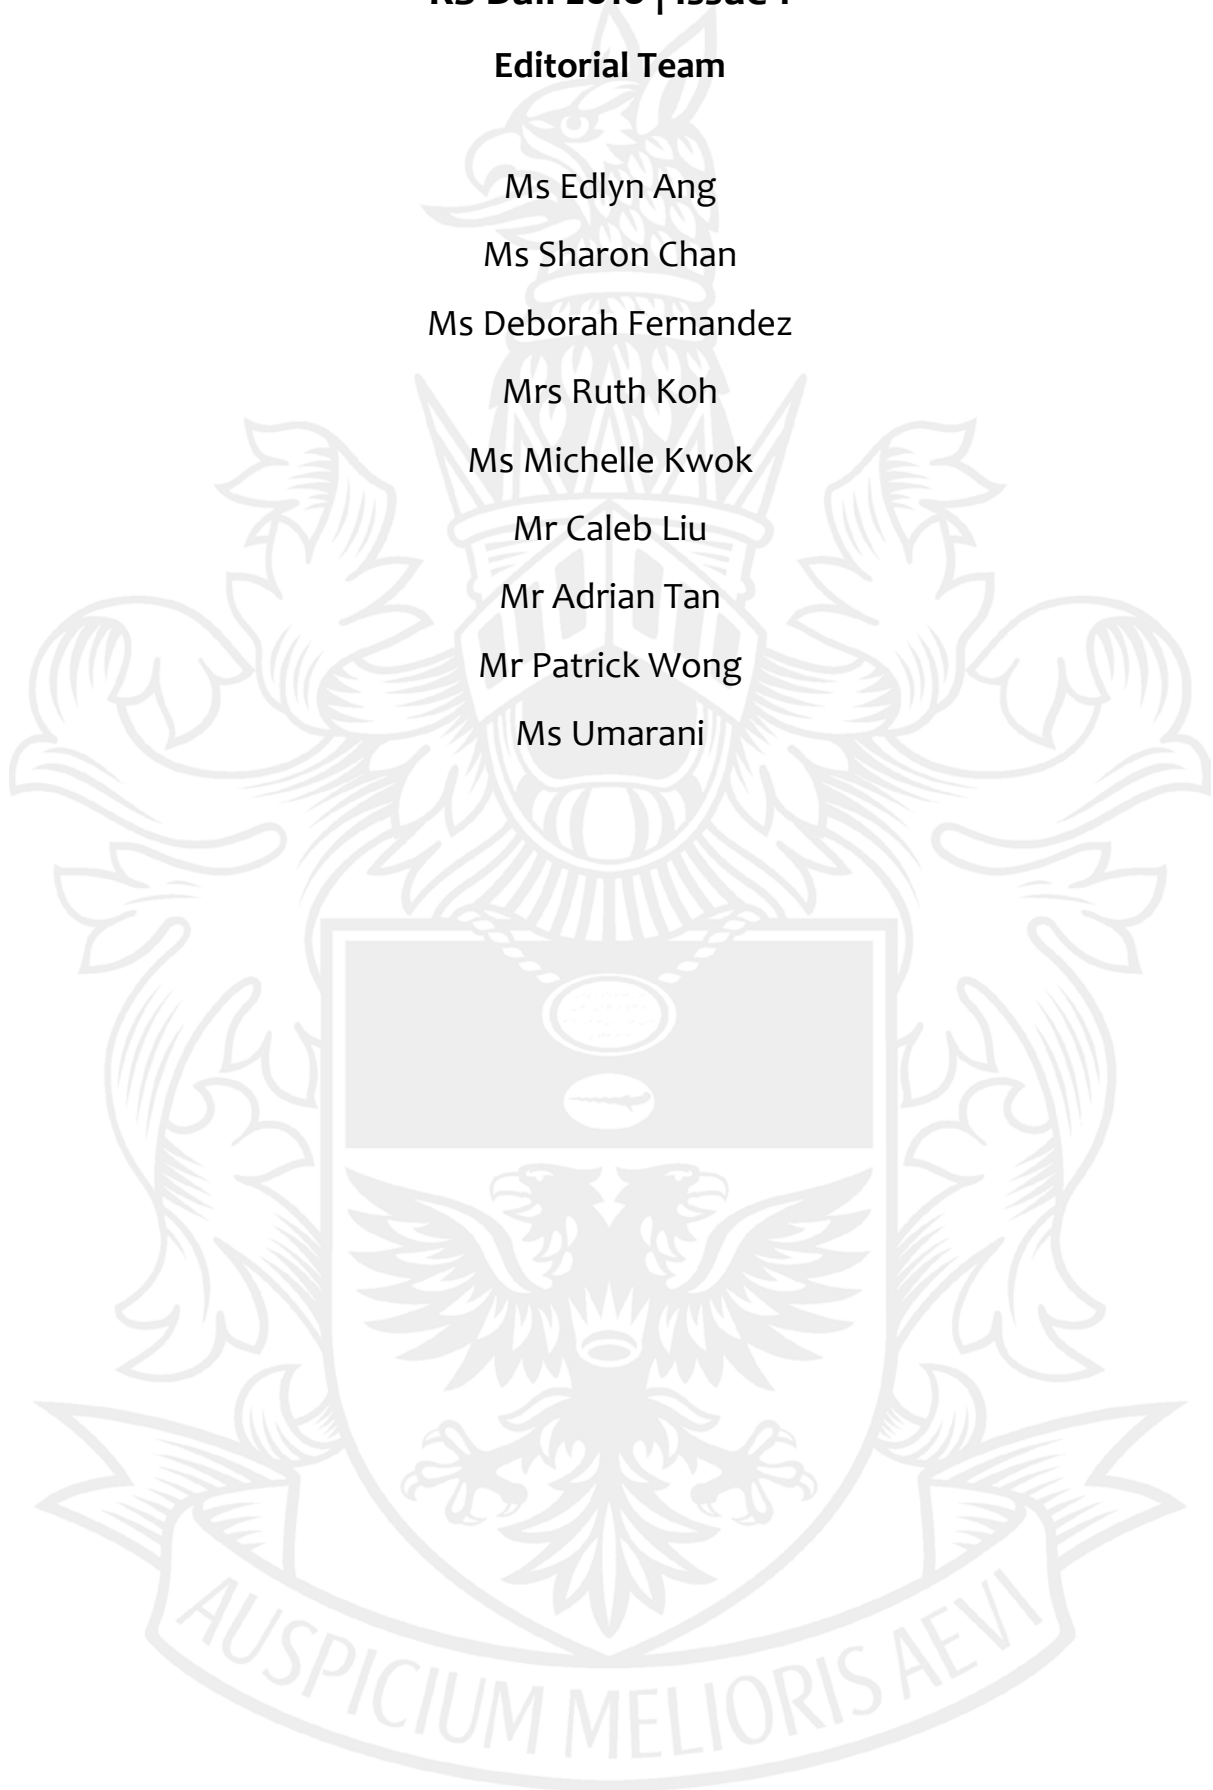 | Issue
Editorial Team
Ms Edlyn Ang
Ms Sharon Chan
Ms Deborah Fernandez
Mrs Ruth Koh
Ms Michelle Kwok
Mr Caleb Liu
Mr Adrian Tan
Mr Patrick Wong
Ms Umarani
AUSPICIUM MELIORIS AEVI